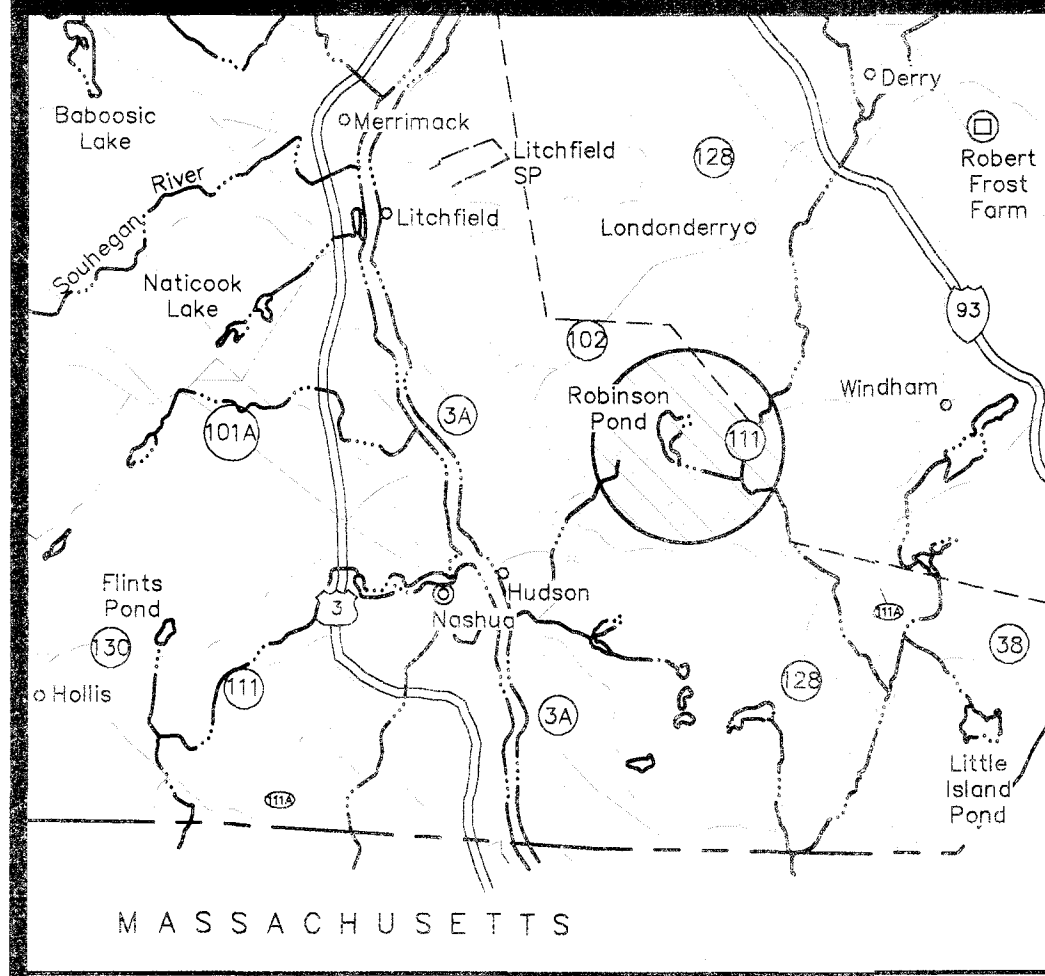 Derry
Baboosic
Lake
Merrimack
Litchfield
SP
128
Robert
Frost
Farm
River
Souhegan
Litchfield
Londonderry
Naticook
Lake
93
102
Windham
Robinson
Pond
101A
3A
111
Flints
Pond
3
Hudson
Nashua
111A
130
38
Hollis
111
128
3A
Little
Island
Pond
111A
MASSACHUSETTS